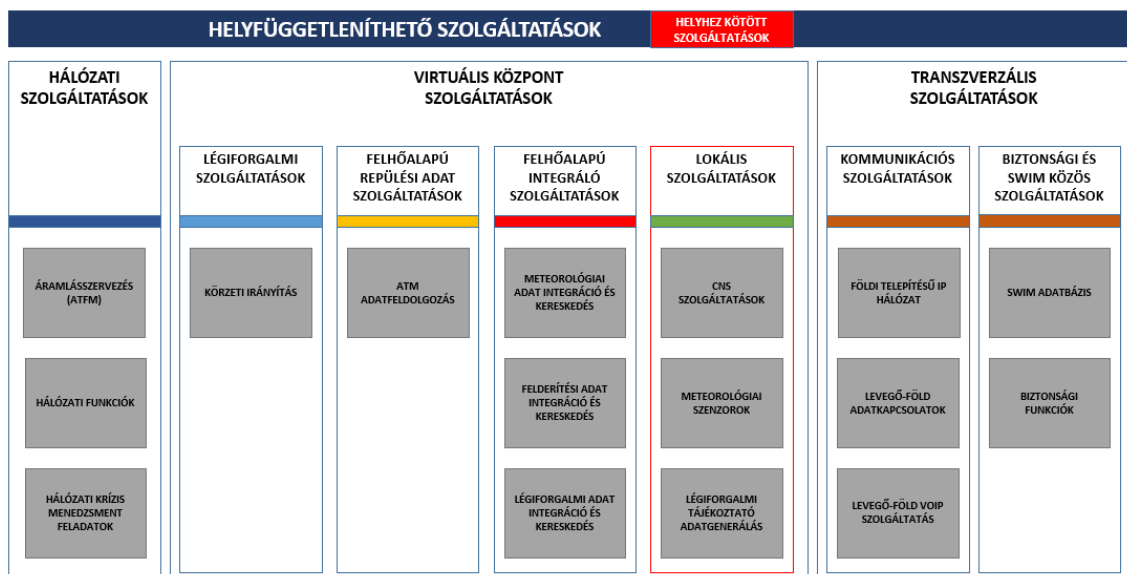 HELYFÜGGETLENÍTHETŐ SZOLGÁLTATÁSOK
HELYHEZ KÖTÖTT
SZOLGÁLTATÁSOK
HÁLÓZATI
SZOLGÁLTATÁSOK
ÁRAMLÁSSZERVEZÉS
(ATFM)
HÁLÓZATI FUNKCIÓK
HÁLÓZATI KRÍZIS
MENEDZSMENT
FELADATOK
VIRTUÁLIS KÖZPONT
SZOLGÁLTATÁSOK
LÉGIFORGALMI
SZOLGÁLTATÁSOK
KÖRZETI IRÁNYÍTÁS
FELHŐALAPÚ
REPÜLÉSI ADAT
SZOLGÁLTATÁSOK
ATM
ADATFELDOLGOZÁS
FELHŐALAPÚ
INTEGRÁLÓ
SZOLGÁLTATÁSOK
METEOROLÓGIAI
ADAT INTEGRÁCIÓ ÉS
KERESKEDÉS
FELDERÍTÉSI ADAT
INTEGRÁCIÓ ÉS
KERESKEDÉS
LÉGIFORGALMI ADAT
INTEGRÁCIÓ ÉS
KERESKEDÉS
LOKÁLIS
SZOLGÁLTATÁSOK
CNS
SZOLGÁLTATÁSOK
METEOROLÓGIAI
SZENZOROK
LÉGIFORGALMI
TÁJÉKOZTATÓ
ADATGENERÁLÁS
TRANSZVERZÁLIS
SZOLGÁLTATÁSOK
KOMMUNIKÁCIÓS
SZOLGÁLTATÁSOK
FÖLDI TELEPÍTÉSŰ IP
HÁLÓZAT
LEVEGŐ-FÖLD
ADATKAPCSOLATOK
LEVEGŐ-FÖLD VOIP
SZOLGÁLTATÁS
BIZTONSÁGI ÉS
SWIM KÖZÖS
SZOLGÁLTATÁSOK
SWIM ADATBÁZIS
BIZTONSÁGI
FUNKCIÓK